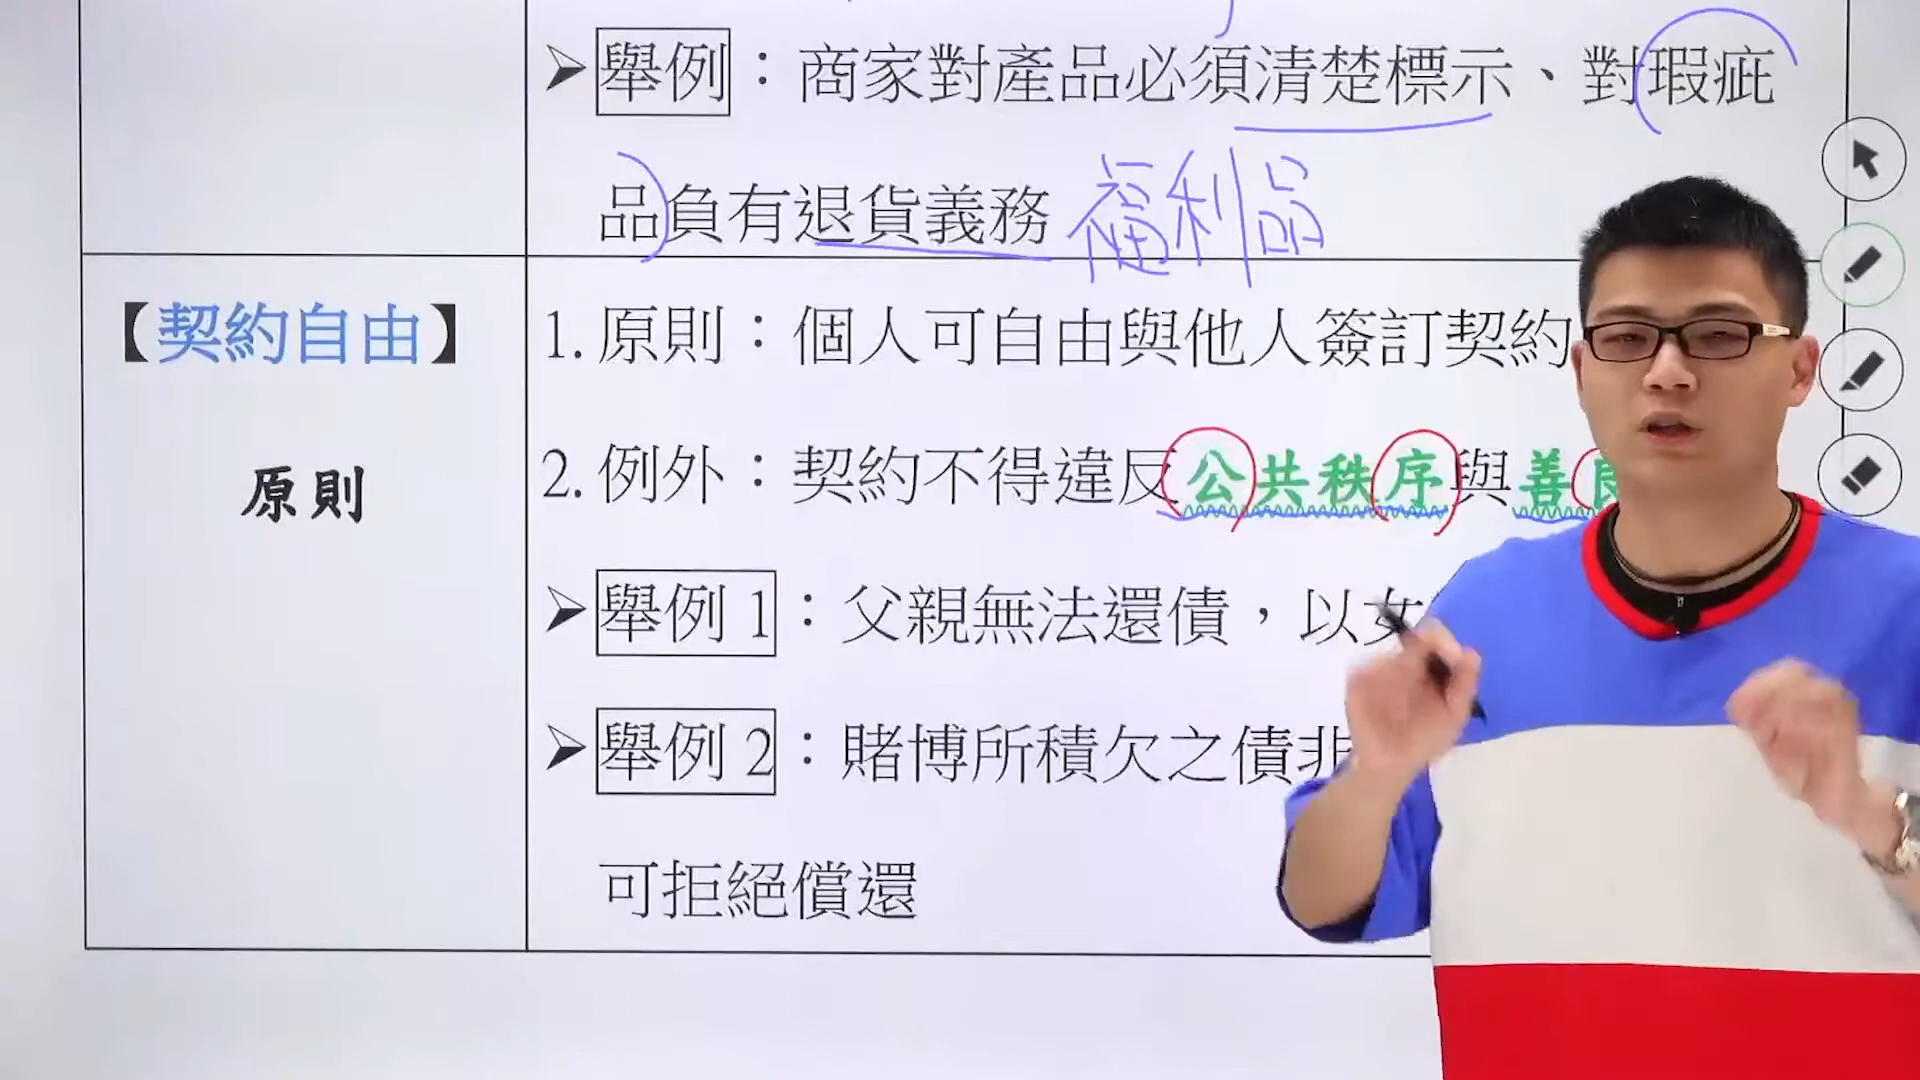 ➢舉例：商家對產品必須清楚標示、對瑕疵
品負有退貨義務 福利品
【契約自由】
原則
1. 原則：個人可自由與他人簽訂契約
2. 例外：契約不得違反公共秩序與善良
➢舉例 1：父親無法還債，以女
➢舉例 2：賭博所積欠之債非
可拒絕償還